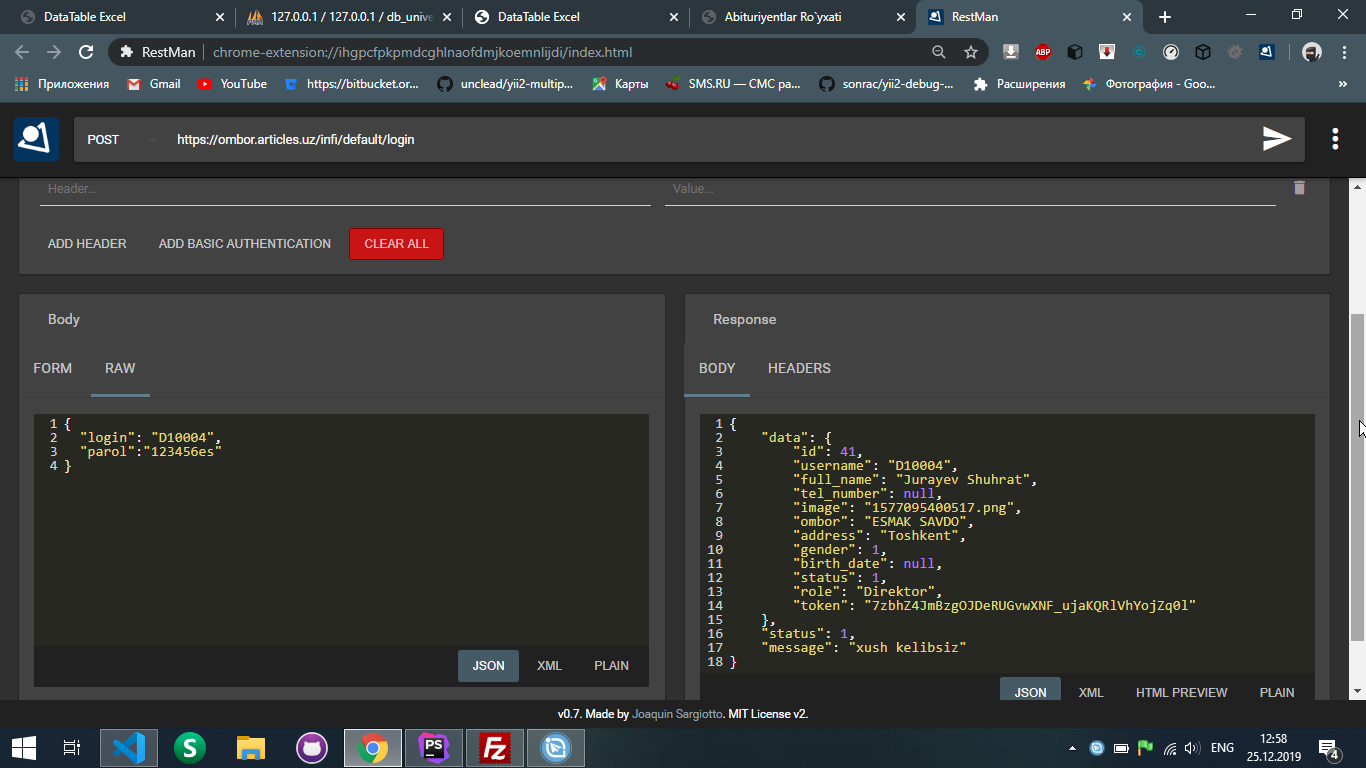 DataTable Excel
127.0.0.1 / 127.0.0.1 / db_unive
DataTable Excel
Abituriyentlar Ro`yxati
RestMan
RestMan
chrome-extension://ihgpcfpkpmdcghlnaofdmjkoemnlijdi/index.html
ABP
Приложения
Gmail
YouTube
https://bitbucket.or...
unclead/yii2-multip...
Карты
SMS.RU — СМС ра...
sonrac/yii2-debug-...
Расширения
Фотография - Goo...
»
POST
https://ombor.articles.uz/infi/default/login
Header...
Value...
ADD HEADER
ADD BASIC AUTHENTICATION
CLEAR ALL
Body
FORM
RAW
1 {
2 "login": "D10004",
3 "parol":"123456es"
4 }
JSON
XML
PLAIN
Response
BODY
HEADERS
1 {
2 "data": {
3 "id": 41,
4 "username": "D10004",
5 "full_name": "Jurayev Shuhrat",
6 "tel_number": null,
7 "image": "1577095400517.png",
8 "ombor": "ESMAK SAVDO",
9 "address": "Toshkent",
10 "gender": 1,
11 "birth_date": null,
12 "status": 1,
13 "role": "Direktor",
14 "token": "7zbhZ4JmBzgOJDeRUGvwXNF_ujaKQRlVhYojZq0l"
15 },
16 "status": 1,
17 "message": "xush kelibsiz"
18 }
JSON
XML
HTML PREVIEW
PLAIN
v0.7. Made by Joaquin Sargiotto. MIT License v2.
S
PS
Fz
ENG
12:58
25.12.2019
4